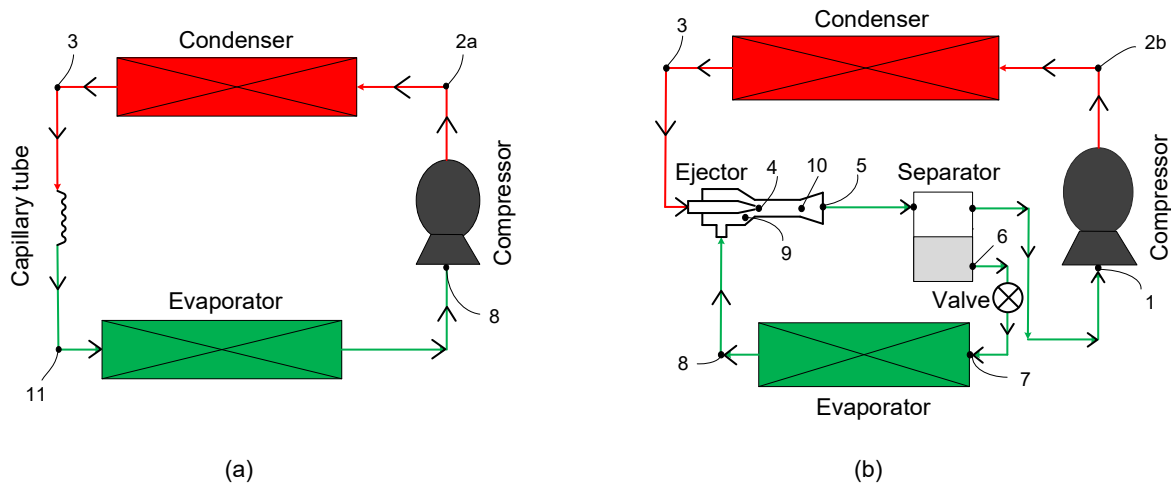 3
Condenser
2a
Capillary tube
Compressor
Evaporator
8
11
(a)
3
Condenser
2b
Ejector
4
10
5
Separator
9
6
Compressor
Valve
1
8
7
Evaporator
(b)